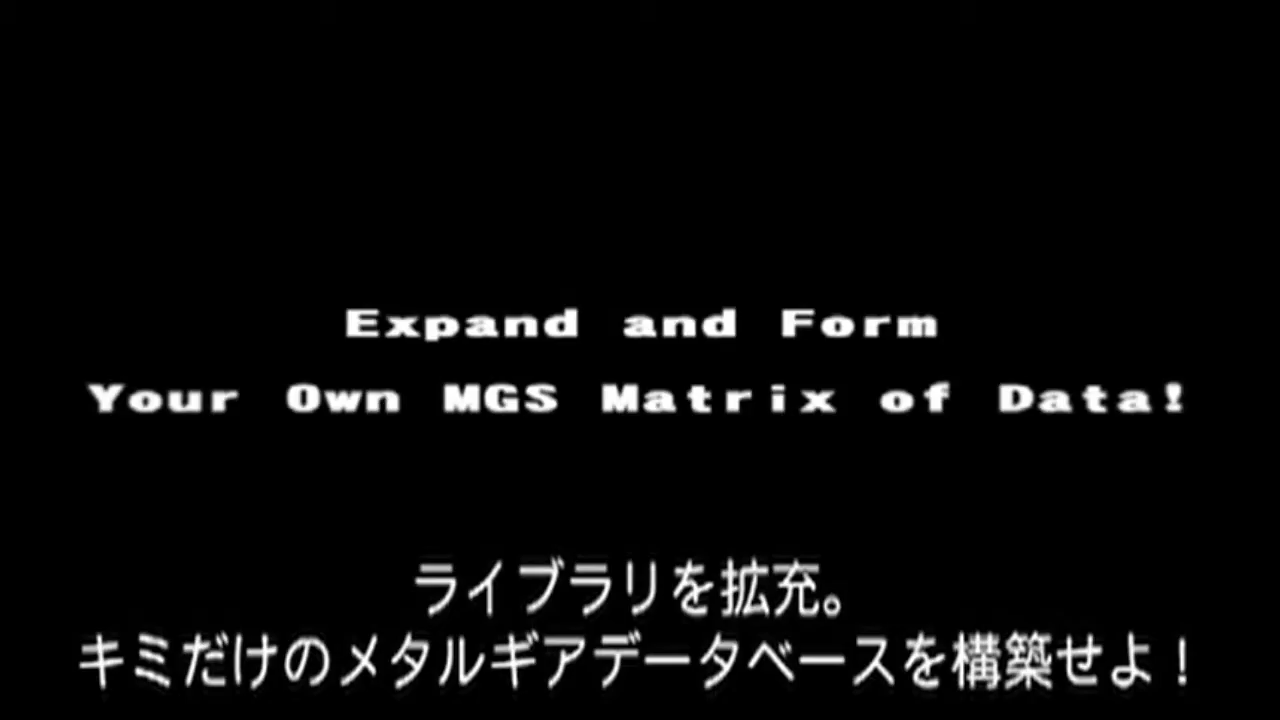 Expand and Form
Your Own MGS Matrix of Data!
ライブラリを拡充。
キミだけのメタルギアデータベースを構築せよ！